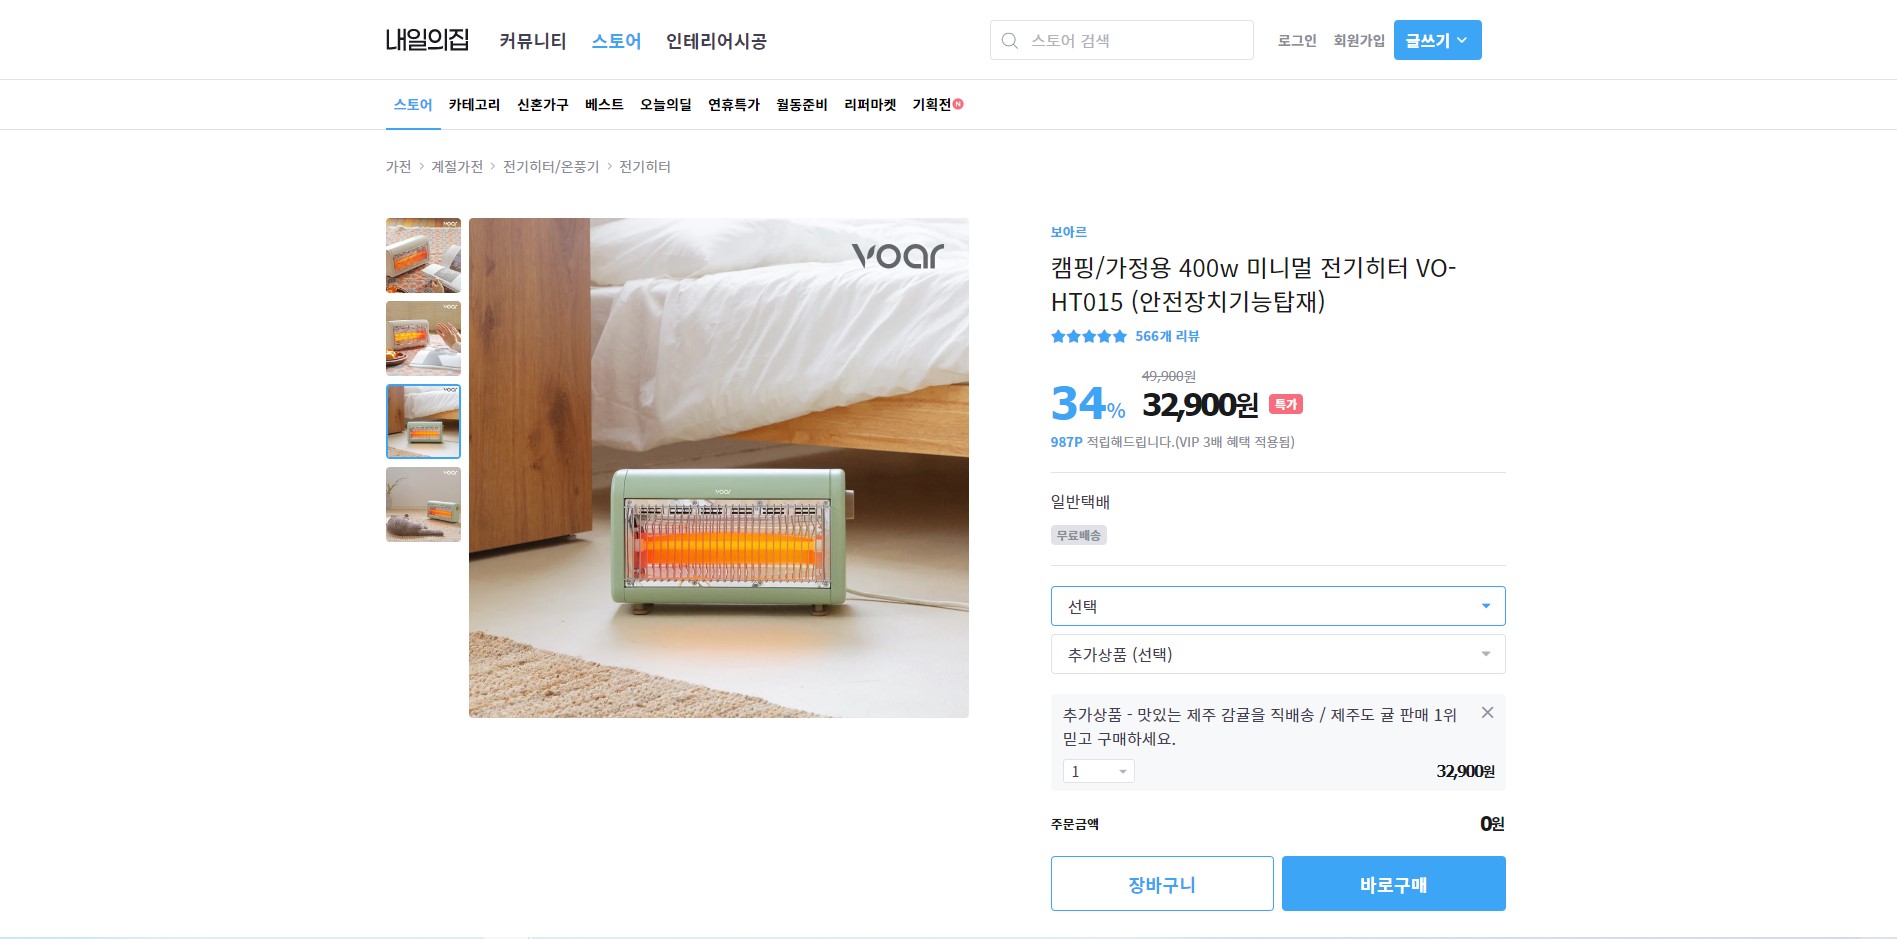 내일의집
커뮤니티
스토어
인테리어시공
스토어 검색
로그인
회원가입
글쓰기
스토어
카테고리
신혼가구
베스트
오늘의딜
연휴특가
월동준비
리퍼마켓
기획전 N
가전 > 계절가전 > 전기히터/온풍기 > 전기히터
voar
voar
voar
voar
voar
voar
보아르
캠핑/가정용 400w 미니멀 전기히터 VO-
HT015 (안전장치기능탑재)
566개 리뷰
49,900원
34%
32,900원
특가
987P 적립해드립니다.(VIP 3배 혜택 적용됨)
일반택배
무료배송
선택
추가상품 (선택)
추가상품 - 맛있는 제주 감귤을 직배송 / 제주도 귤 판매 1위
믿고 구매하세요.
1
32,900원
주문금액
0원
장바구니
바로구매